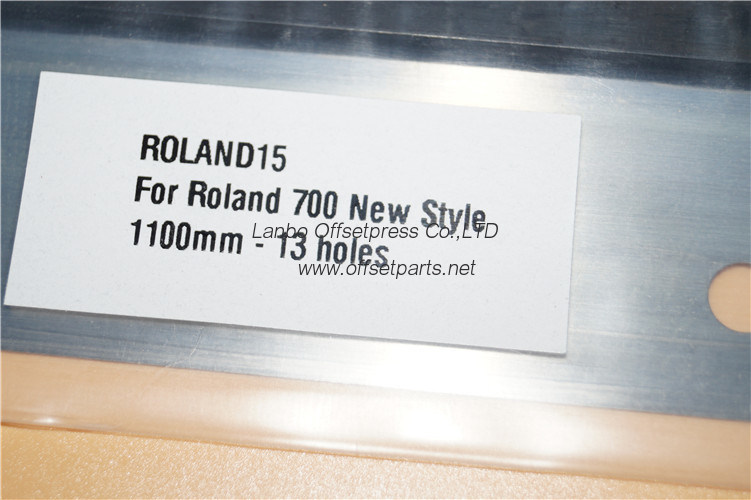 ROLAND15
For Roland 700 New Style
Lanbo Offsetpress Co.,LTD
1100mm - 13 holes
www.offsetparts.net